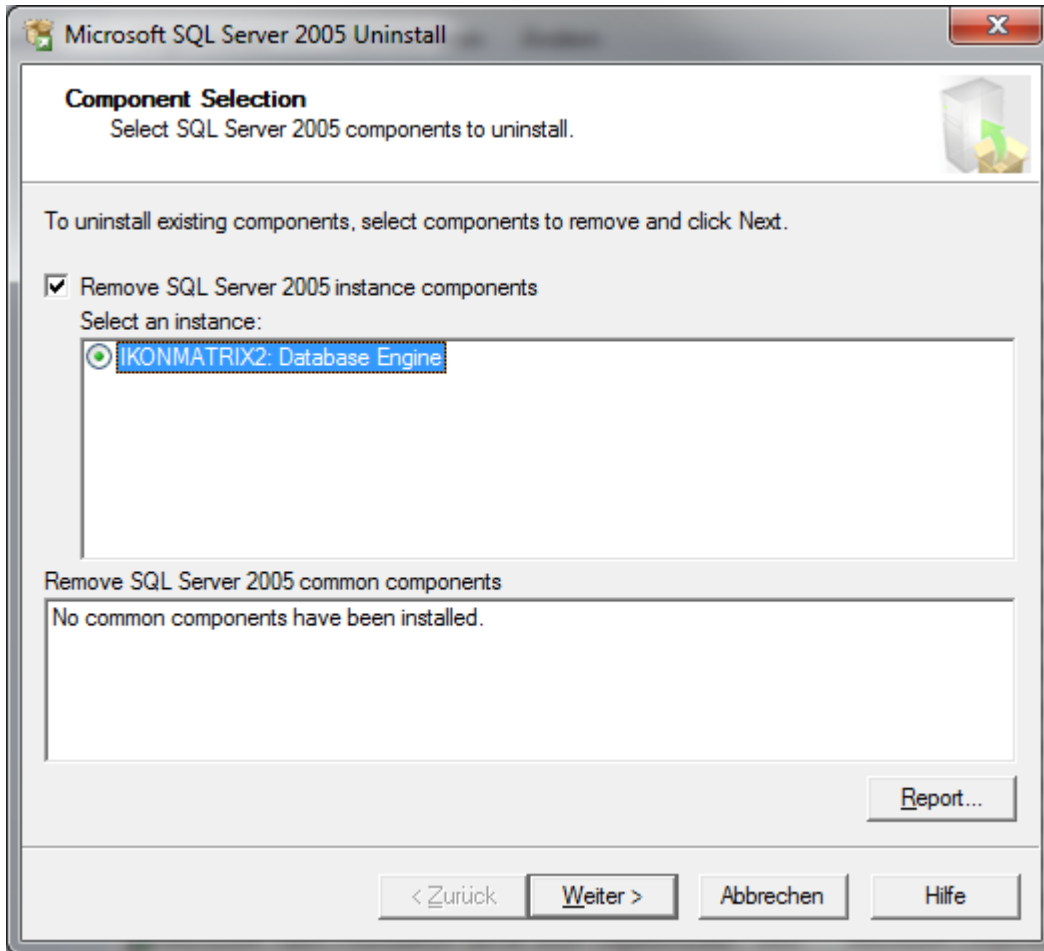 Microsoft SQL Server 2005 Uninstall
Component Selection
Select SQL Server 2005 components to uninstall.
To uninstall existing components, select components to remove and click Next.
Remove SQL Server 2005 instance components
Select an instance:
IKONMATRIX2: Database Engine
Remove SQL Server 2005 common components
No common components have been installed.
Report...
< Zurück Weiter > Abbrechen Hilfe